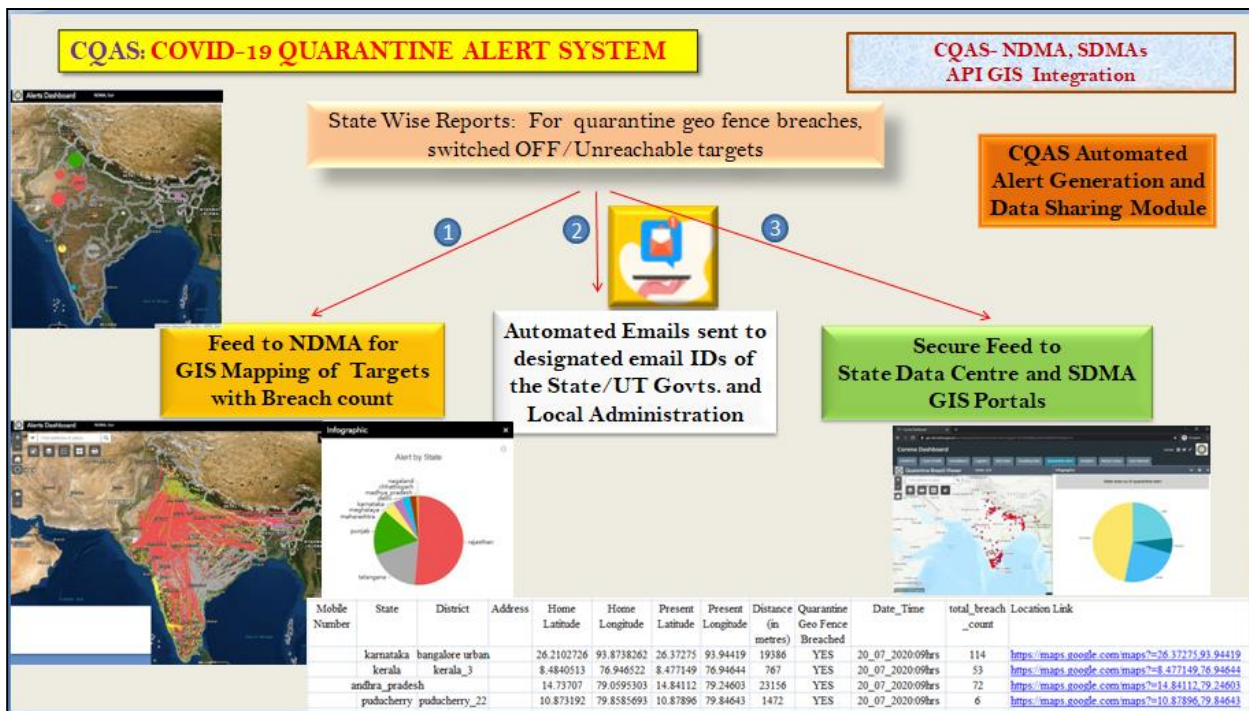 CQAS: COVID-19 QUARANTINE ALERT SYSTEM
CQAS- NDMA, SDMAs
API GIS Integration
Alerts Dashboard
State Wise Reports: For quarantine geo fence breaches,
switched OFF/Unreachable targets
CQAS Automated
Alert Generation and
Data Sharing Module
1
2
3
Feed to NDMA for
GIS Mapping of Targets
with Breach count
Automated Emails sent to
designated email IDs of
the State/UT Govts. and
Local Administration
Secure Feed to
State Data Centre and SDMA
GIS Portals
Alerts Dashboard
Infographic
Alert by State
nagaland
chhattisgarh
madhya_pradesh
delhi
karnataka
meghalaya
maharashtra
punjab
telangana
rajasthan
Corona Dashboard
Quarantine Breach Viewer
Infographic
Mobile Number State District Address Home Latitude Home Longitude Present Latitude Present Longitude Distance (in metres) Quarantine Geo Fence Breached Date_Time total_breach_count Location Link
karnataka bangalore urban 26.2102726 93.8738262 26.37275 93.94419 19386 YES 20_07_2020:09hrs 114 https://maps.google.com/maps?=26.37275,93.94419
kerala kerala_3 8.4840513 76.946522 8.477149 76.94644 767 YES 20_07_2020:09hrs 53 https://maps.google.com/maps?=8.477149,76.94644
andhra_pradesh 14.73707 79.0595303 14.84112 79.24603 23156 YES 20_07_2020:09hrs 72 https://maps.google.com/maps?=14.84112,79.24603
puducherry puducherry_22 10.873192 79.8585693 10.87896 79.84643 1472 YES 20_07_2020:09hrs 6 https://maps.google.com/maps?=10.87896,79.84643